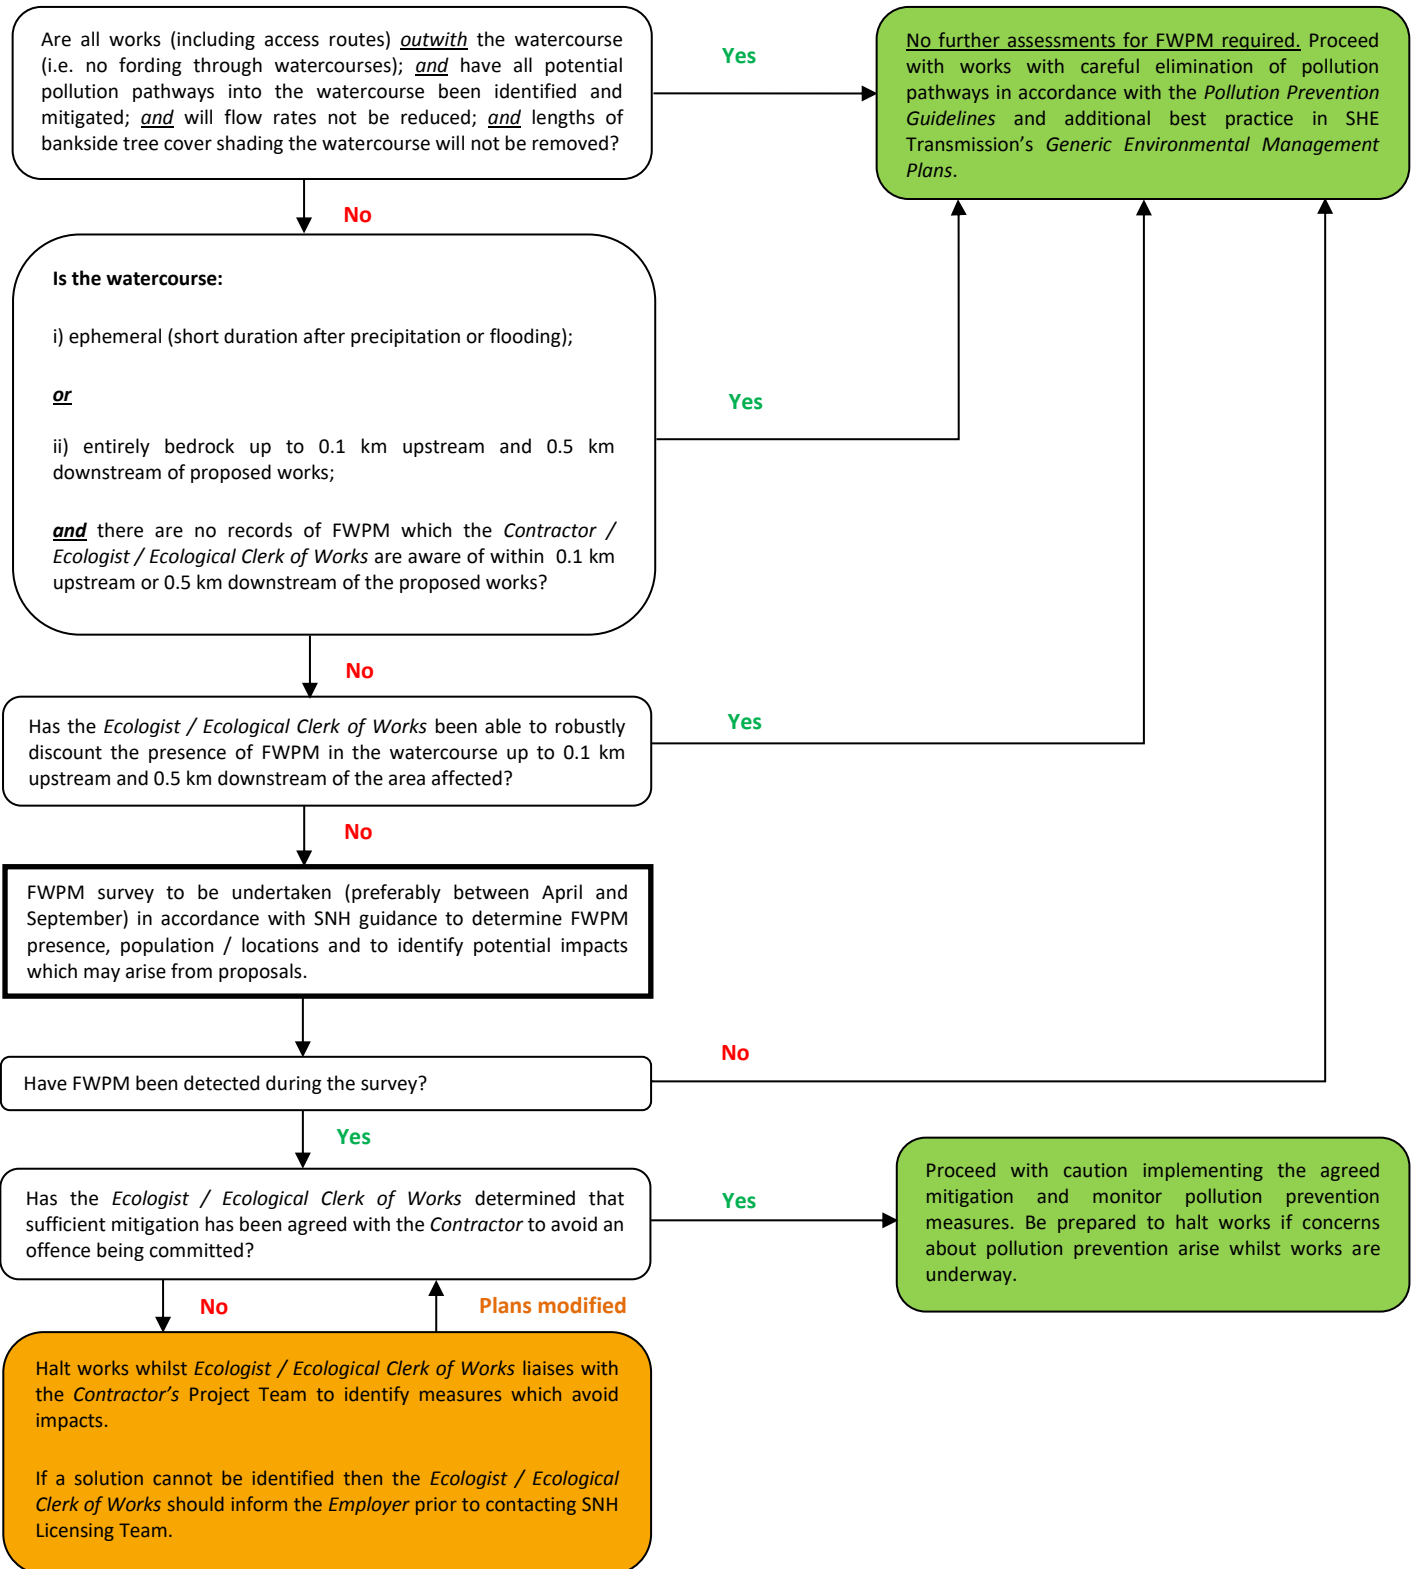 Are all works (including access routes) outwith the watercourse
(i.e. no fording through watercourses); and have all potential
pollution pathways into the watercourse been identified and
mitigated; and will flow rates not be reduced; and lengths of
bankside tree cover shading the watercourse will not be removed?
Yes
No further assessments for FWPM required. Proceed
with works with careful elimination of pollution
pathways in accordance with the Pollution Prevention
Guidelines and additional best practice in SHE
Transmission's Generic Environmental Management
Plans.
No
Is the watercourse:
i) ephemeral (short duration after precipitation or flooding);
or
ii) entirely bedrock up to 0.1 km upstream and 0.5 km
downstream of proposed works;
and there are no records of FWPM which the Contractor /
Ecologist / Ecological Clerk of Works are aware of within 0.1 km
upstream or 0.5 km downstream of the proposed works?
Yes
No
Has the Ecologist / Ecological Clerk of Works been able to robustly
discount the presence of FWPM in the watercourse up to 0.1 km
upstream and 0.5 km downstream of the area affected?
Yes
No
FWPM survey to be undertaken (preferably between April and
September) in accordance with SNH guidance to determine FWPM
presence, population / locations and to identify potential impacts
which may arise from proposals.
Have FWPM been detected during the survey?
No
Yes
Has the Ecologist / Ecological Clerk of Works determined that
sufficient mitigation has been agreed with the Contractor to avoid an
offence being committed?
Yes
Proceed with caution implementing the agreed
mitigation and monitor pollution prevention
measures. Be prepared to halt works if concerns
about pollution prevention arise whilst works are
underway.
No
Plans modified
Halt works whilst Ecologist / Ecological Clerk of Works liaises with
the Contractor's Project Team to identify measures which avoid
impacts.
If a solution cannot be identified then the Ecologist / Ecological
Clerk of Works should inform the Employer prior to contacting SNH
Licensing Team.